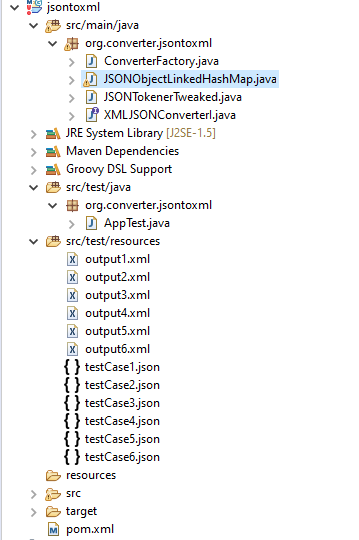 jsontoxml
src/main/java
org.converter.jsontoxml
ConverterFactory.java
JSONObjectLinkedHashMap.java
JSONTokenerTweaked.java
XMLJSONConverterI.java
JRE System Library [J2SE-1.5]
Maven Dependencies
Groovy DSL Support
src/test/java
org.converter.jsontoxml
AppTest.java
src/test/resources
output1.xml
output2.xml
output3.xml
output4.xml
output5.xml
output6.xml
testCase1.json
testCase2.json
testCase3.json
testCase4.json
testCase5.json
testCase6.json
resources
src
target
pom.xml